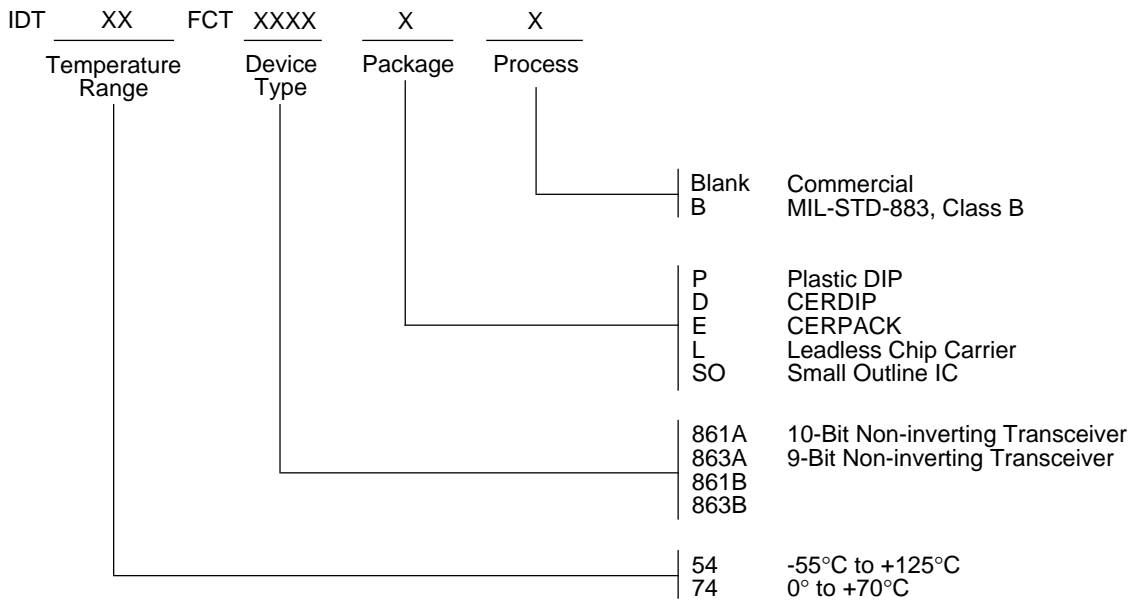 IDT XX FCT XXXX X X
Temperature Range
Device Type
Package
Process
Blank Commercial
B MIL-STD-883, Class B
P Plastic DIP
D CERDIP
E CERPACK
L Leadless Chip Carrier
SO Small Outline IC
861A 10-Bit Non-inverting Transceiver
863A 9-Bit Non-inverting Transceiver
861B
863B
54 -55°C to +125°C
74 0° to +70°C